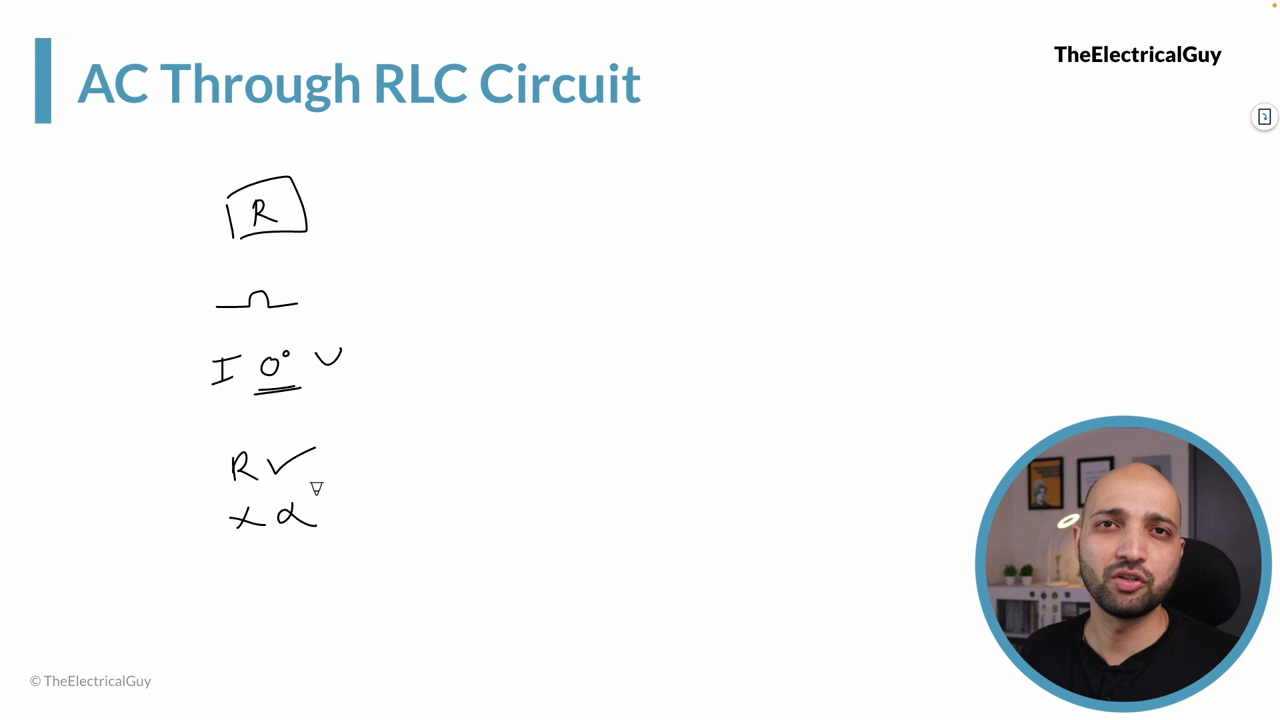 TheElectricalGuy
AC Through RLC Circuit
R
I 0° V
R ✓
X
© TheElectricalGuy